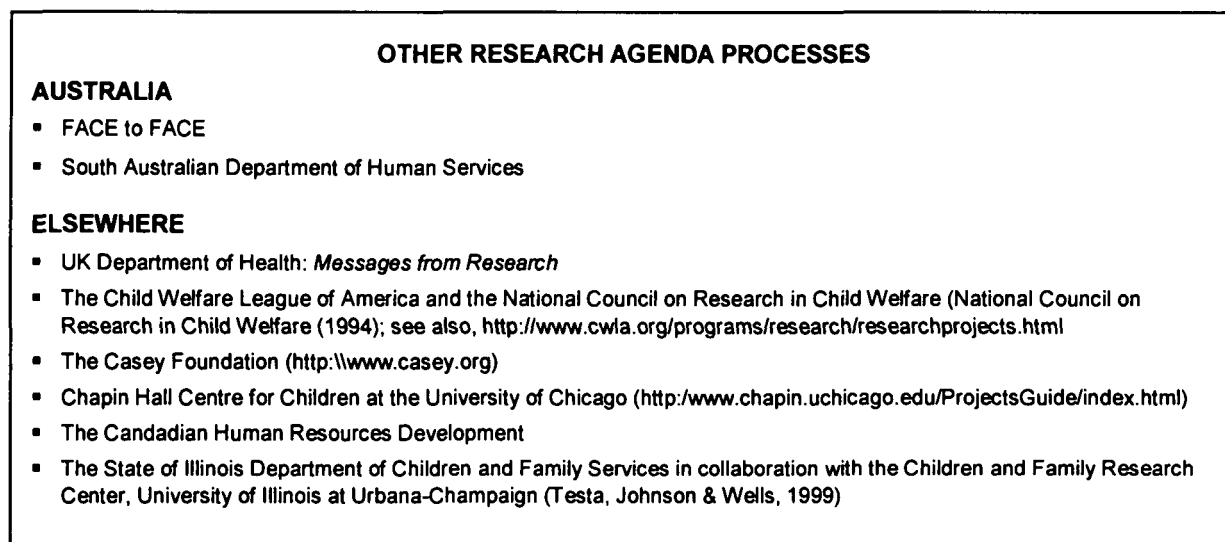 OTHER RESEARCH AGENDA PROCESSES
AUSTRALIA
▪ FACE to FACE
▪ South Australian Department of Human Services
ELSEWHERE
▪ UK Department of Health: Messages from Research
▪ The Child Welfare League of America and the National Council on Research in Child Welfare (National Council on
Research in Child Welfare (1994); see also, http://www.cwla.org/programs/research/researchprojects.html
▪ The Casey Foundation (http:\\www.casey.org)
▪ Chapin Hall Centre for Children at the University of Chicago (http:/www.chapin.uchicago.edu/ProjectsGuide/index.html)
▪ The Candadian Human Resources Development
▪ The State of Illinois Department of Children and Family Services in collaboration with the Children and Family Research
Center, University of Illinois at Urbana-Champaign (Testa, Johnson & Wells, 1999)